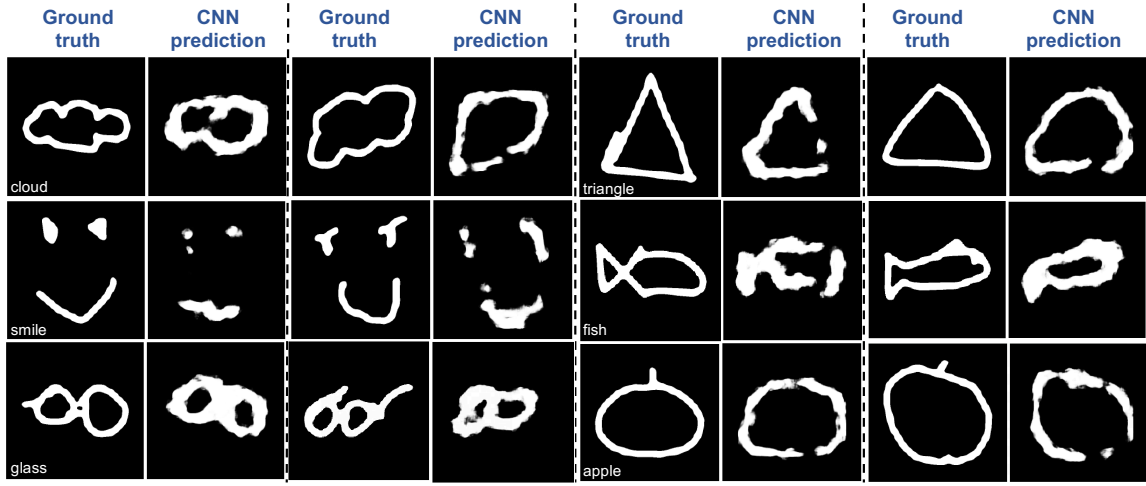 Ground truth
CNN prediction
Ground truth
CNN prediction
Ground truth
CNN prediction
Ground truth
CNN prediction
cloud
triangle
smile
fish
glass
apple